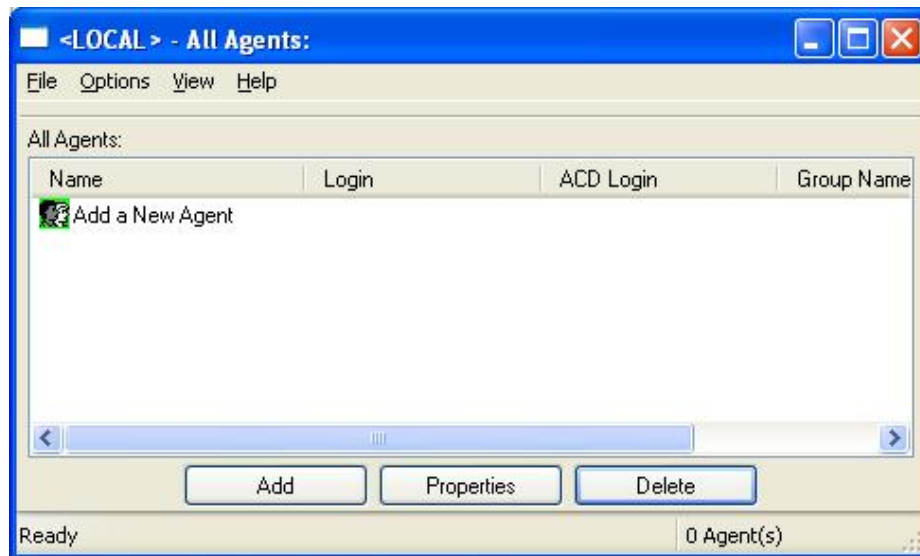 <LOCAL> - All Agents:
File Options View Help
All Agents:
Name Login ACD Login Group Name
Add a New Agent
Add Properties Delete
Ready 0 Agent(s)